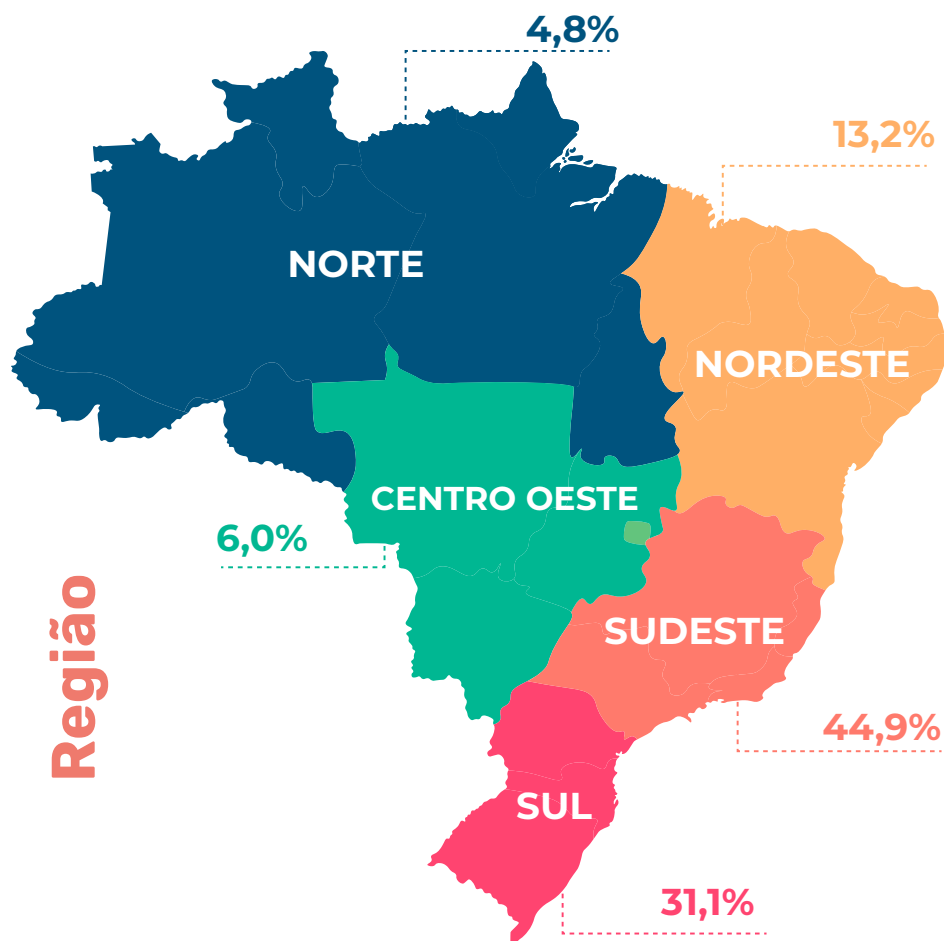 4,8%
13,2%
NORTE
NORDESTE
CENTRO OESTE
6,0%
Região
SUDESTE
44,9%
SUL
31,1%